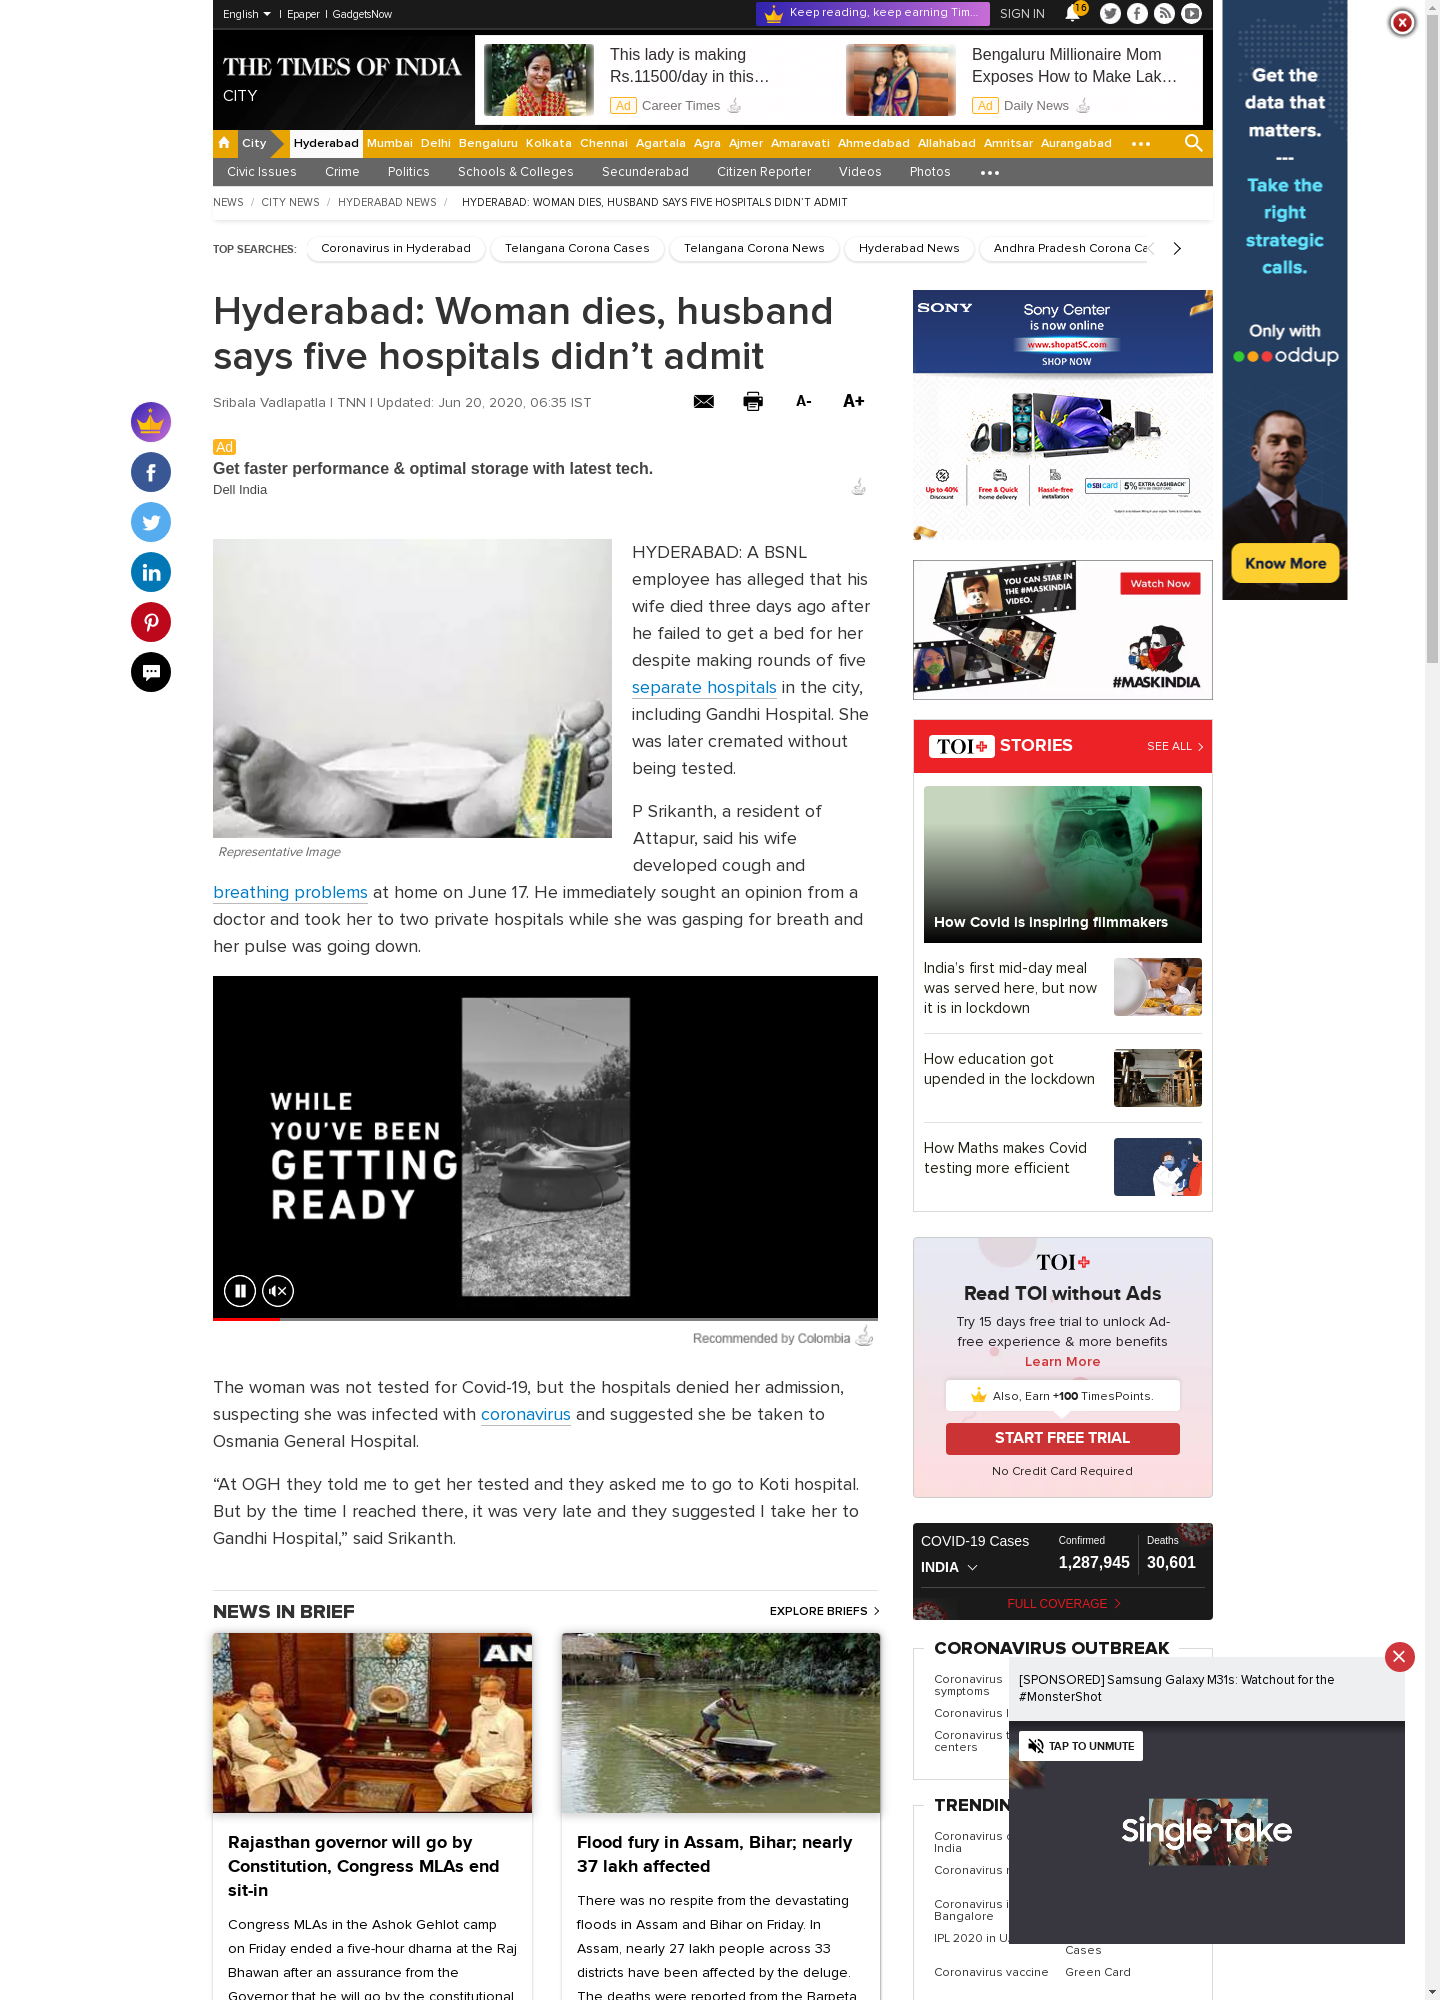 English | Epaper | GadgetsNow
Keep reading, keep earning Tim...
SIGN IN
16
THE TIMES OF INDIA
CITY
This lady is making
Rs.11500/day in this…
Ad Career Times
Bengaluru Millionaire Mom
Exposes How to Make Lak…
Ad Daily News
City Hyderabad Mumbai Delhi Bengaluru Kolkata Chennai Agartala Agra Ajmer Amaravati Ahmedabad Allahabad Amritsar Aurangabad
Civic Issues Crime Politics Schools & Colleges Secunderabad Citizen Reporter Videos Photos
NEWS / CITY NEWS / HYDERABAD NEWS / HYDERABAD: WOMAN DIES, HUSBAND SAYS FIVE HOSPITALS DIDN’T ADMIT
TOP SEARCHES: Coronavirus in Hyderabad Telangana Corona Cases Telangana Corona News Hyderabad News Andhra Pradesh Corona Ca
Hyderabad: Woman dies, husband
says five hospitals didn’t admit
Sribala Vadlapatla | TNN | Updated: Jun 20, 2020, 06:35 IST
A- A+
Ad
Get faster performance & optimal storage with latest tech.
Dell India
Representative Image
HYDERABAD: A BSNL
employee has alleged that his
wife died three days ago after
he failed to get a bed for her
despite making rounds of five
separate hospitals in the city,
including Gandhi Hospital. She
was later cremated without
being tested.
P Srikanth, a resident of
Attapur, said his wife
developed cough and
breathing problems at home on June 17. He immediately sought an opinion from a
doctor and took her to two private hospitals while she was gasping for breath and
her pulse was going down.
WHILE
YOU’VE BEEN
GETTING
READY
Recommended by Colombia
The woman was not tested for Covid-19, but the hospitals denied her admission,
suspecting she was infected with coronavirus and suggested she be taken to
Osmania General Hospital.
“At OGH they told me to get her tested and they asked me to go to Koti hospital.
But by the time I reached there, it was very late and they suggested I take her to
Gandhi Hospital,” said Srikanth.
NEWS IN BRIEF
EXPLORE BRIEFS
AN
Rajasthan governor will go by
Constitution, Congress MLAs end
sit-in
Congress MLAs in the Ashok Gehlot camp
on Friday ended a five-hour dharna at the Raj
Bhawan after an assurance from the
Governor that he will go by the constitutional
Flood fury in Assam, Bihar; nearly
37 lakh affected
There was no respite from the devastating
floods in Assam and Bihar on Friday. In
Assam, nearly 27 lakh people across 33
districts have been affected by the deluge.
The deaths were reported from the Barpeta
SONY
Sony Center
is now online
www.shopatSC.com
SHOP NOW
Up to 40%
Discount
Free & Quick
home delivery
Hassle-free
installation
SBI card 5% EXTRA CASHBACK*
YOU CAN STAR IN
THE #MASKINDIA
VIDEO.
Watch Now
#MASKINDIA
TOI+ STORIES
SEE ALL
How Covid is inspiring filmmakers
India’s first mid-day meal
was served here, but now
it is in lockdown
How education got
upended in the lockdown
How Maths makes Covid
testing more efficient
TOI+
Read TOI without Ads
Try 15 days free trial to unlock Ad-
free experience & more benefits
Learn More
Also, Earn +100 TimesPoints.
START FREE TRIAL
No Credit Card Required
COVID-19 Cases
INDIA
Confirmed
1,287,945
Deaths
30,601
FULL COVERAGE
CORONAVIRUS OUTBREAK
Coronavirus
symptoms
Coronavirus
Coronavirus
centers
TRENDIN
Coronavirus
India
Coronavirus
Coronavirus
Bangalore
IPL 2020 in U
Cases
Coronavirus vaccine
Green Card
[SPONSORED] Samsung Galaxy M31s: Watchout for the
#MonsterShot
TAP TO UNMUTE
Single Take
Get the
data that
matters.
---
Take the
right
strategic
calls.
Only with
oddup
Know More